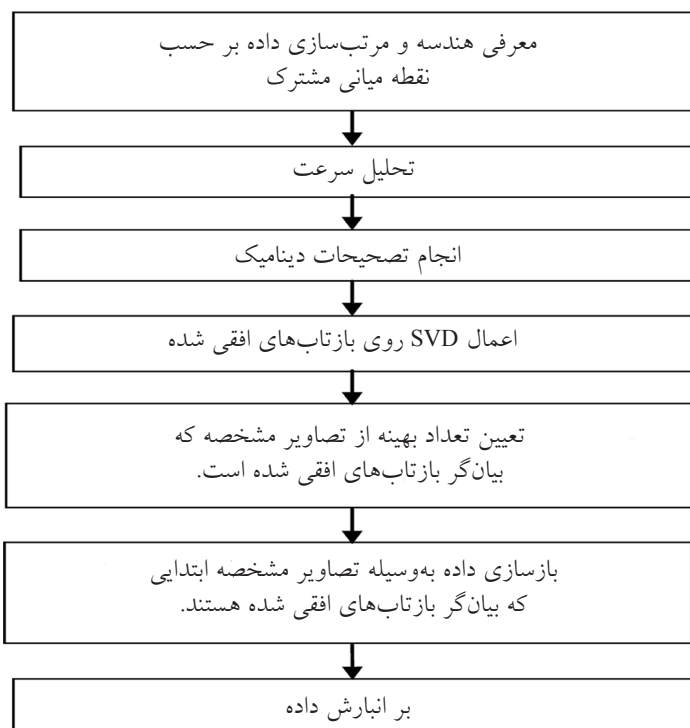 معرفی هندسه و مرتب‌سازی داده بر حسب
نقطه میانی مشترک
تحلیل سرعت
انجام تصحیحات دینامیک
اعمال SVD روی بازتاب‌های افقی شده
تعیین تعداد بهینه از تصاویر مشخصه که
بیان‌گر بازتاب‌های افقی شده است.
بازسازی داده به‌وسیله تصاویر مشخصه ابتدایی
که بیان‌گر بازتاب‌های افقی شده هستند.
بر انبارش داده